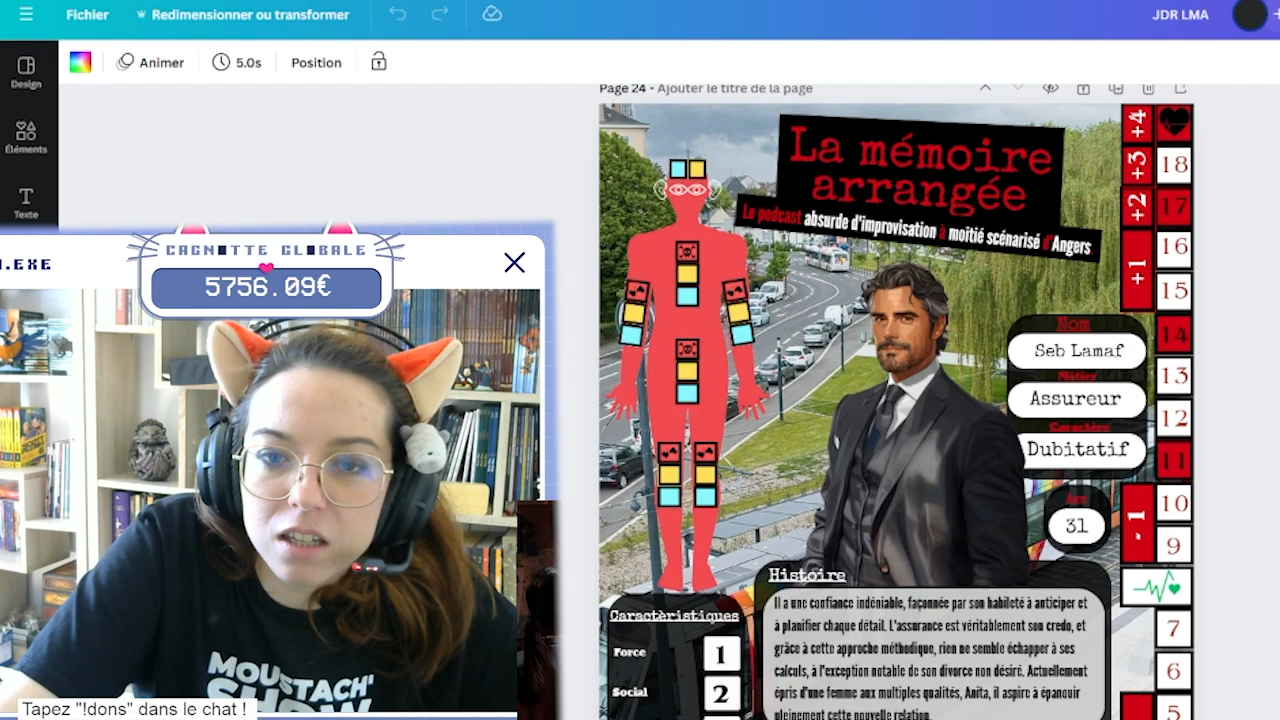 Fichier
Redimensionner ou transformer
JDR LMA
Animer
5.0s
Position
Design
Éléments
Texte
Page 24 - Ajouter le titre de la page
La mémoire
arrangée
Le podcast absurde d'improvisation à moitié scénarisé d'Angers
+4
+3
+2
+1
- 1
18
17
16
15
14
13
12
11
10
9
7
6
5
Nom
Seb Lamaf
Métier
Assureur
Caractère
Dubitatif
Age
31
Histoire
Il a une confiance indéniable, façonnée par son habileté à anticiper et
à planifier chaque détail. L'assurance est véritablement son credo, et
grâce à cette approche méthodique, rien ne semble échapper à ses
calculs, à l'exception notable de son divorce non désiré. Actuellement
épris d'une femme aux multiples qualités, Anita, il aspire à épanouir
pleinement cette nouvelle relation.
Caractèristiques
Force
1
Social
2
.EXE
CAGNOTTE GLOBALE
5756.09€
MOUSTACH'
SHOW
Tapez "!dons" dans le chat !